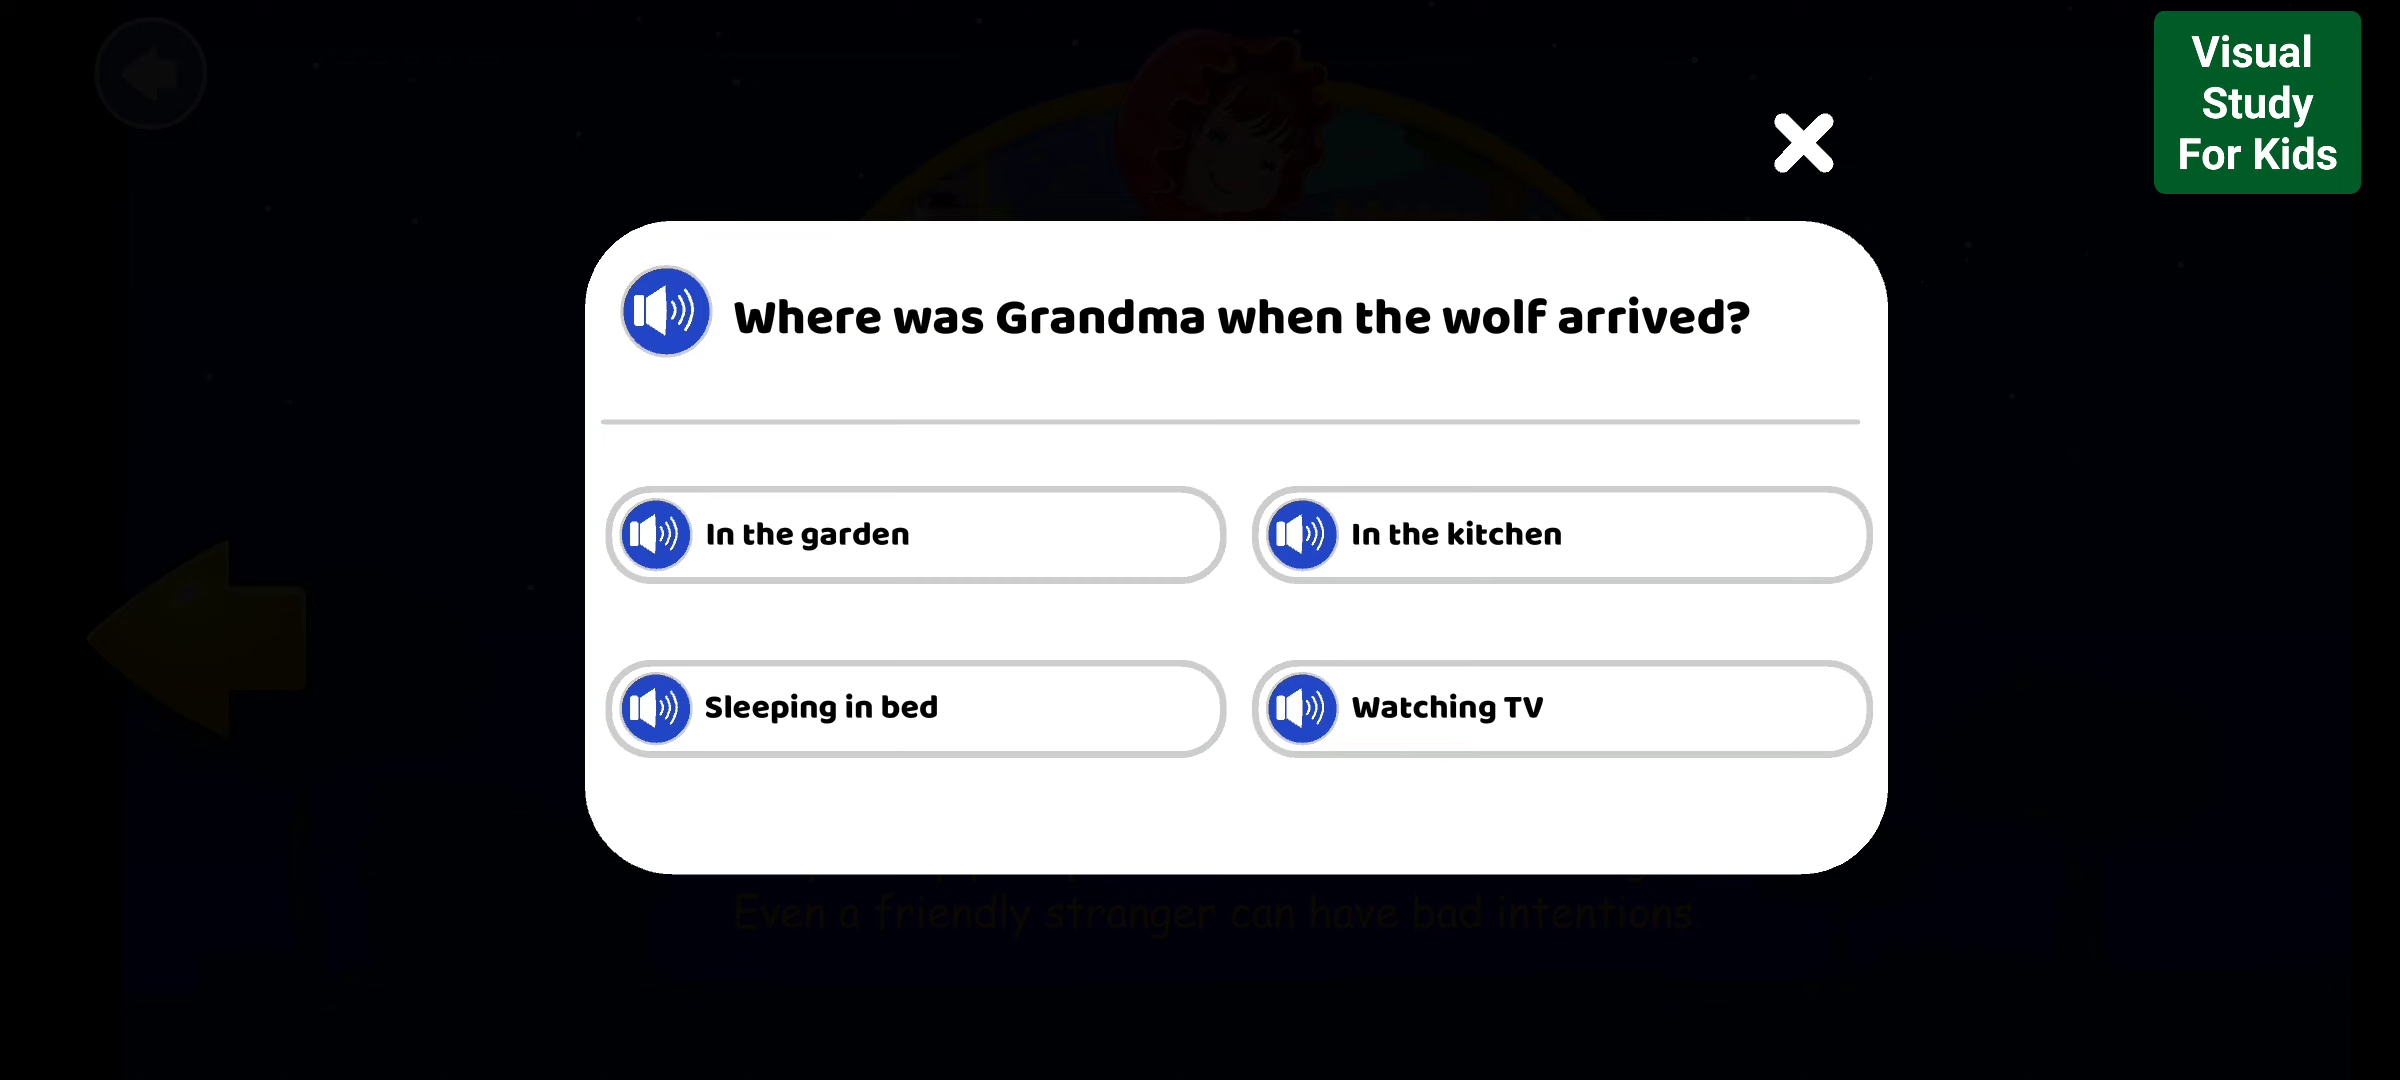 Visual
Study
For Kids
Where was Grandma when the wolf arrived?
In the garden
In the kitchen
Sleeping in bed
Watching TV
Even a friendly stranger can have bad intentions